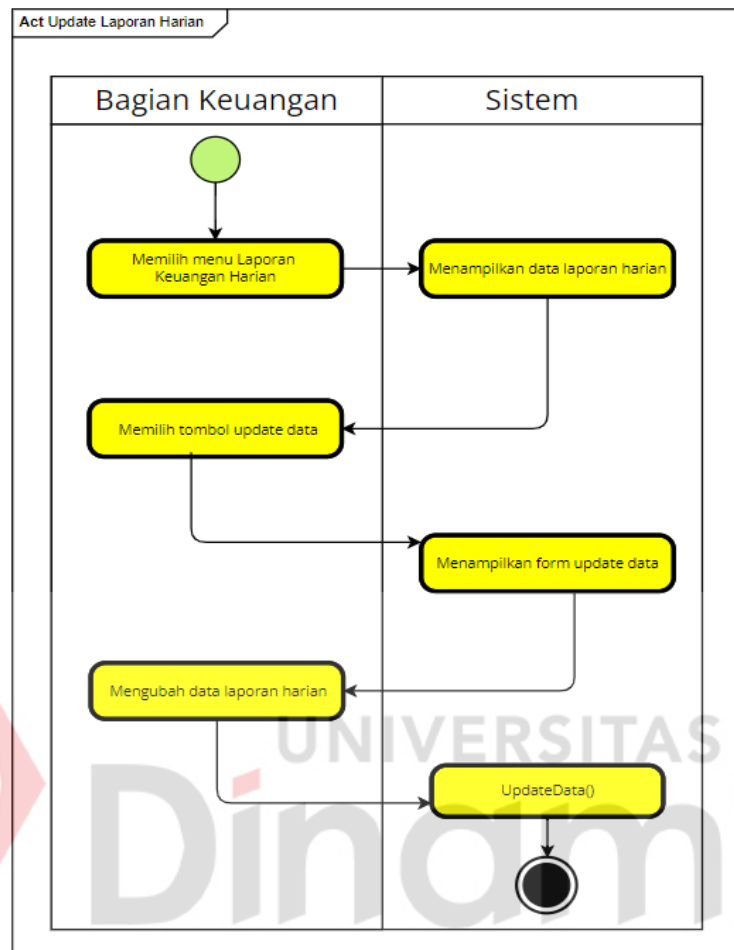 Act Update Laporan Harian
Bagian Keuangan
Sistem
Memilih menu Laporan
Keuangan Harian
Menampilkan data laporan harian
Memilih tombol update data
Menampilkan form update data
Mengubah data laporan harian
UNIVERSITAS
UpdateData()
Dinam